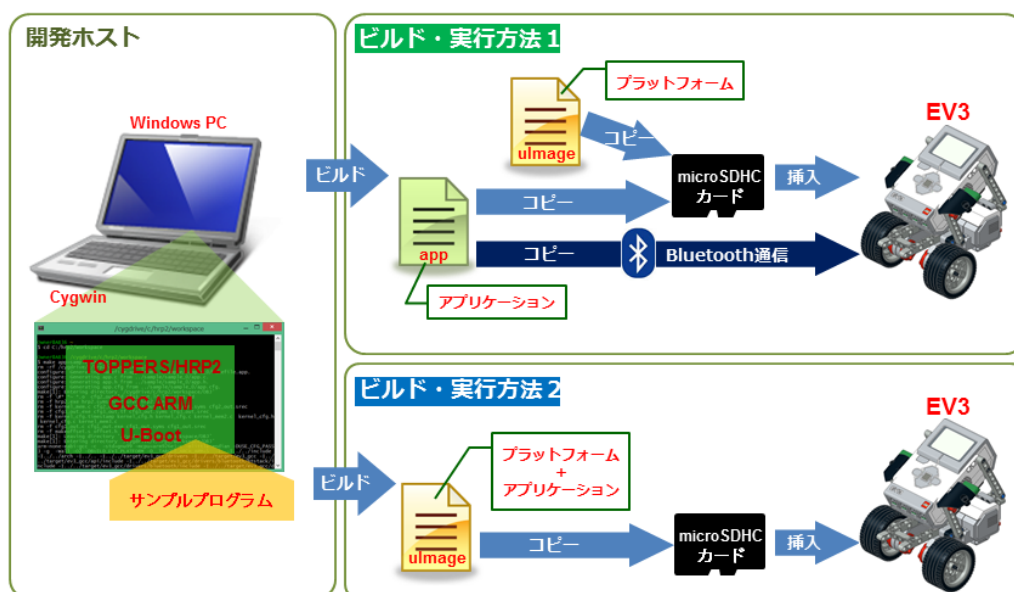 開発ホスト
Windows PC
Cygwin
/cygdrive/c/hrp2/workspace
TOPPERS/HRP2
GCC ARM
U-Boot
サンプルプログラム
ビルド
ビルド
ビルド・実行方法１
プラットフォーム
uImage
コピー
app
アプリケーション
コピー
microSDHC
カード
挿入
EV3
コピー
Bluetooth通信
ビルド・実行方法２
プラットフォーム
+
アプリケーション
uImage
コピー
microSDHC
カード
挿入
EV3